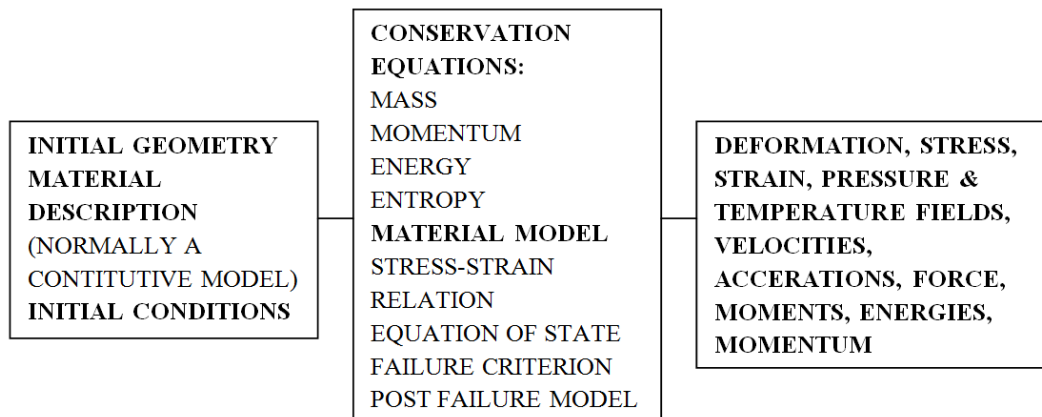 INITIAL GEOMETRY
MATERIAL
DESCRIPTION
(NORMALLY A
CONTITUTIVE MODEL)
INITIAL CONDITIONS
CONSERVATION
EQUATIONS:
MASS
MOMENTUM
ENERGY
ENTROPY
MATERIAL MODEL
STRESS-STRAIN
RELATION
EQUATION OF STATE
FAILURE CRITERION
POST FAILURE MODEL
DEFORMATION, STRESS,
STRAIN, PRESSURE &
TEMPERATURE FIELDS,
VELOCITIES,
ACCERATIONS, FORCE,
MOMENTS, ENERGIES,
MOMENTUM